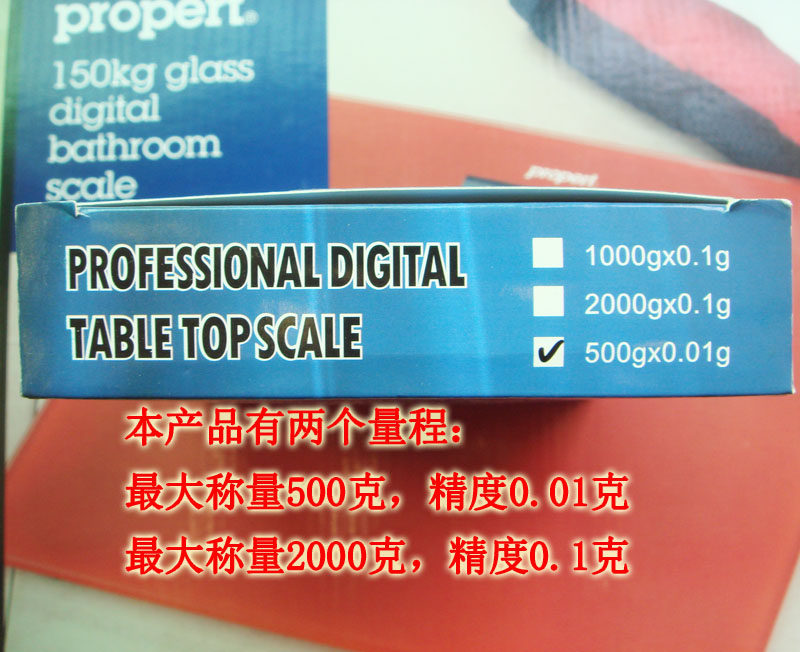 propert®
150kg glass
digital
bathroom
scale
propert
PROFESSIONAL DIGITAL
TABLE TOP SCALE
1000gx0.1g
2000gx0.1g
✓ 500gx0.01g
本产品有两个量程:
最大称量500克，精度0.01克
最大称量2000克，精度0.1克